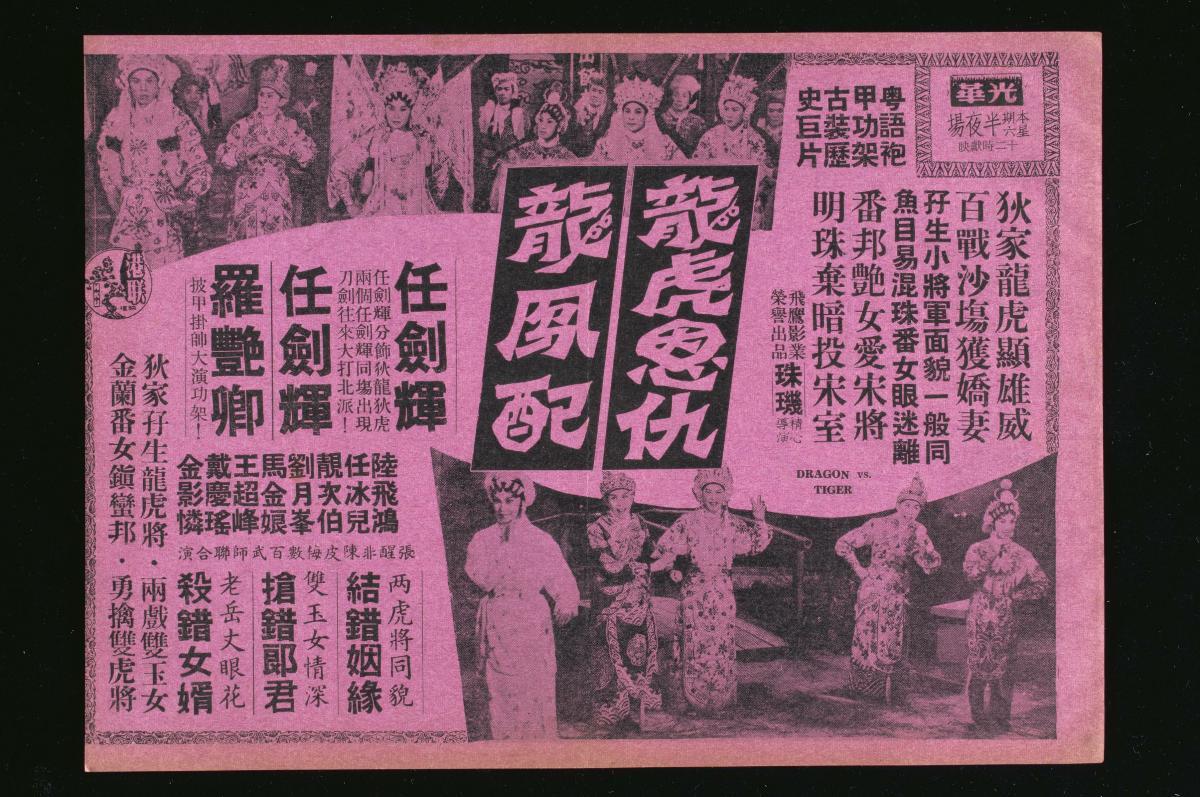 華光
本星期六半夜場
十二時獻映
粵語袍
甲功架
古裝歷
史巨片
狄家龍虎顯雄威
百戰沙塲獲嬌妻
孖生小將軍面貌一般同
魚目易混珠番女眼迷離
番邦艷女愛宋將
明珠棄暗投宋室
飛鷹影業
榮譽出品
珠璣
精心
導演
龍虎恩仇
龍鳳配
DRAGON vs.
TIGER
港联
任劍輝
任劍輝分飾狄龍狄虎
兩個任劍輝同塲出現
刀劍往來大打北派！
任劍輝
羅艷卿
披甲掛帥大演功架！
陸飛鴻
任冰兒
靚次伯
劉月峯
馬金娘
王超峰
戴慶瑤
金影憐
張醒非陳皮梅數百武師聯合演
两虎將同貌
結錯姻緣
雙玉女情深
搶錯郎君
老岳丈眼花
殺錯女婿
狄家孖生龍虎將·兩戲雙玉女
金蘭番女鎭蠻邦·勇擒雙虎將